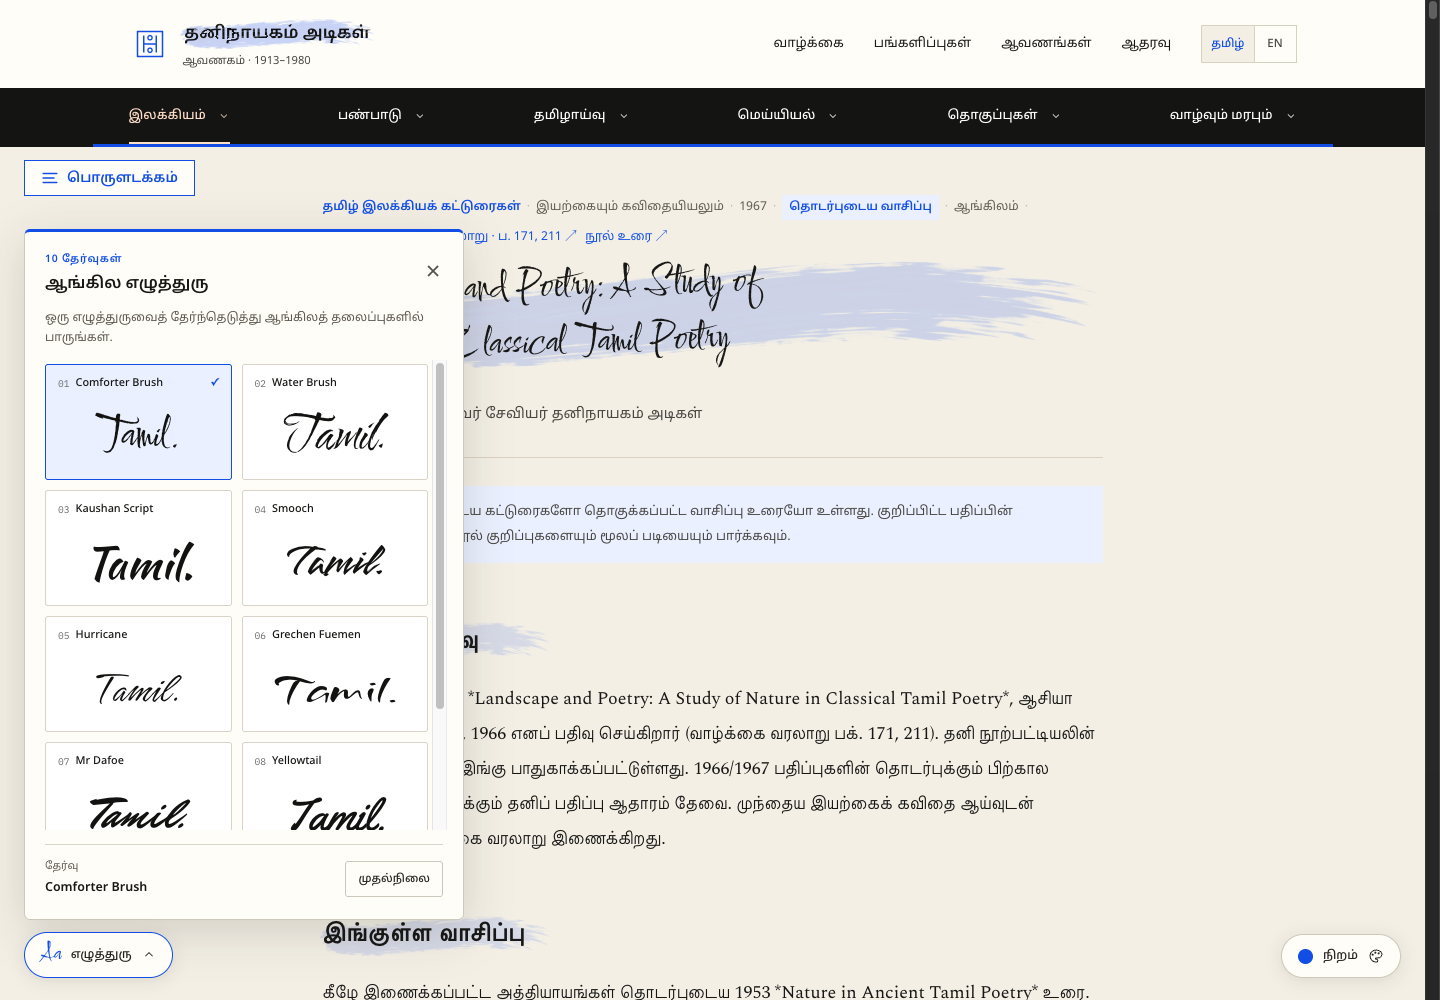 தனிநாயகம் அடிகள்
ஆவணகம் · 1913–1980
வாழ்க்கை பங்களிப்புகள் ஆவணங்கள் ஆதரவு தமிழ் EN
இலக்கியம் பண்பாடு தமிழாய்வு மெய்யியல் தொகுப்புகள் வாழ்வும் மரபும்
பொருளடக்கம்
தமிழ் இலக்கியக் கட்டுரைகள் · இயற்கையும் கவிதையியலும் · 1967 · தொடர்புடைய வாசிப்பு · ஆங்கிலம் ·
· ப. 171, 211 ↗ நூல் உரை ↗
and Poetry: A Study of
Classical Tamil Poetry
சேவியர் தனிநாயகம் அடிகள்
கட்டுரைகளோ தொகுக்கப்பட்ட வாசிப்பு உரையோ உள்ளது. குறிப்பிட்ட பதிப்பின்
குறிப்புகளையும் மூலப் படியையும் பார்க்கவும்.
*Landscape and Poetry: A Study of Nature in Classical Tamil Poetry*, ஆசியா
1966 எனப் பதிவு செய்கிறார் (வாழ்க்கை வரலாறு பக். 171, 211). தனி நூற்பட்டியலின்
இங்கு பாதுகாக்கப்பட்டுள்ளது. 1966/1967 பதிப்புகளின் தொடர்புக்கும் பிற்கால
தனிப் பதிப்பு ஆதாரம் தேவை. முந்தைய இயற்கைக் கவிதை ஆய்வுடன்
வரலாறு இணைக்கிறது.
இங்குள்ள வாசிப்பு
கீழே இணைக்கப்பட்ட அத்தியாயங்கள் தொடர்புடைய 1953 *Nature in Ancient Tamil Poetry* உரை.
10 தேர்வுகள்
ஆங்கில எழுத்துரு
ஒரு எழுத்துருவைத் தேர்ந்தெடுத்து ஆங்கிலத் தலைப்புகளில்
பாருங்கள்.
01 Comforter Brush ✓
Tamil.
02 Water Brush
Tamil.
03 Kaushan Script
Tamil.
04 Smooch
Tamil.
05 Hurricane
Tamil.
06 Grechen Fuemen
Tamil.
07 Mr Dafoe
Tamil.
08 Yellowtail
Tamil.
தேர்வு
Comforter Brush
முதல்நிலை
Aa எழுத்துரு
நிறம்